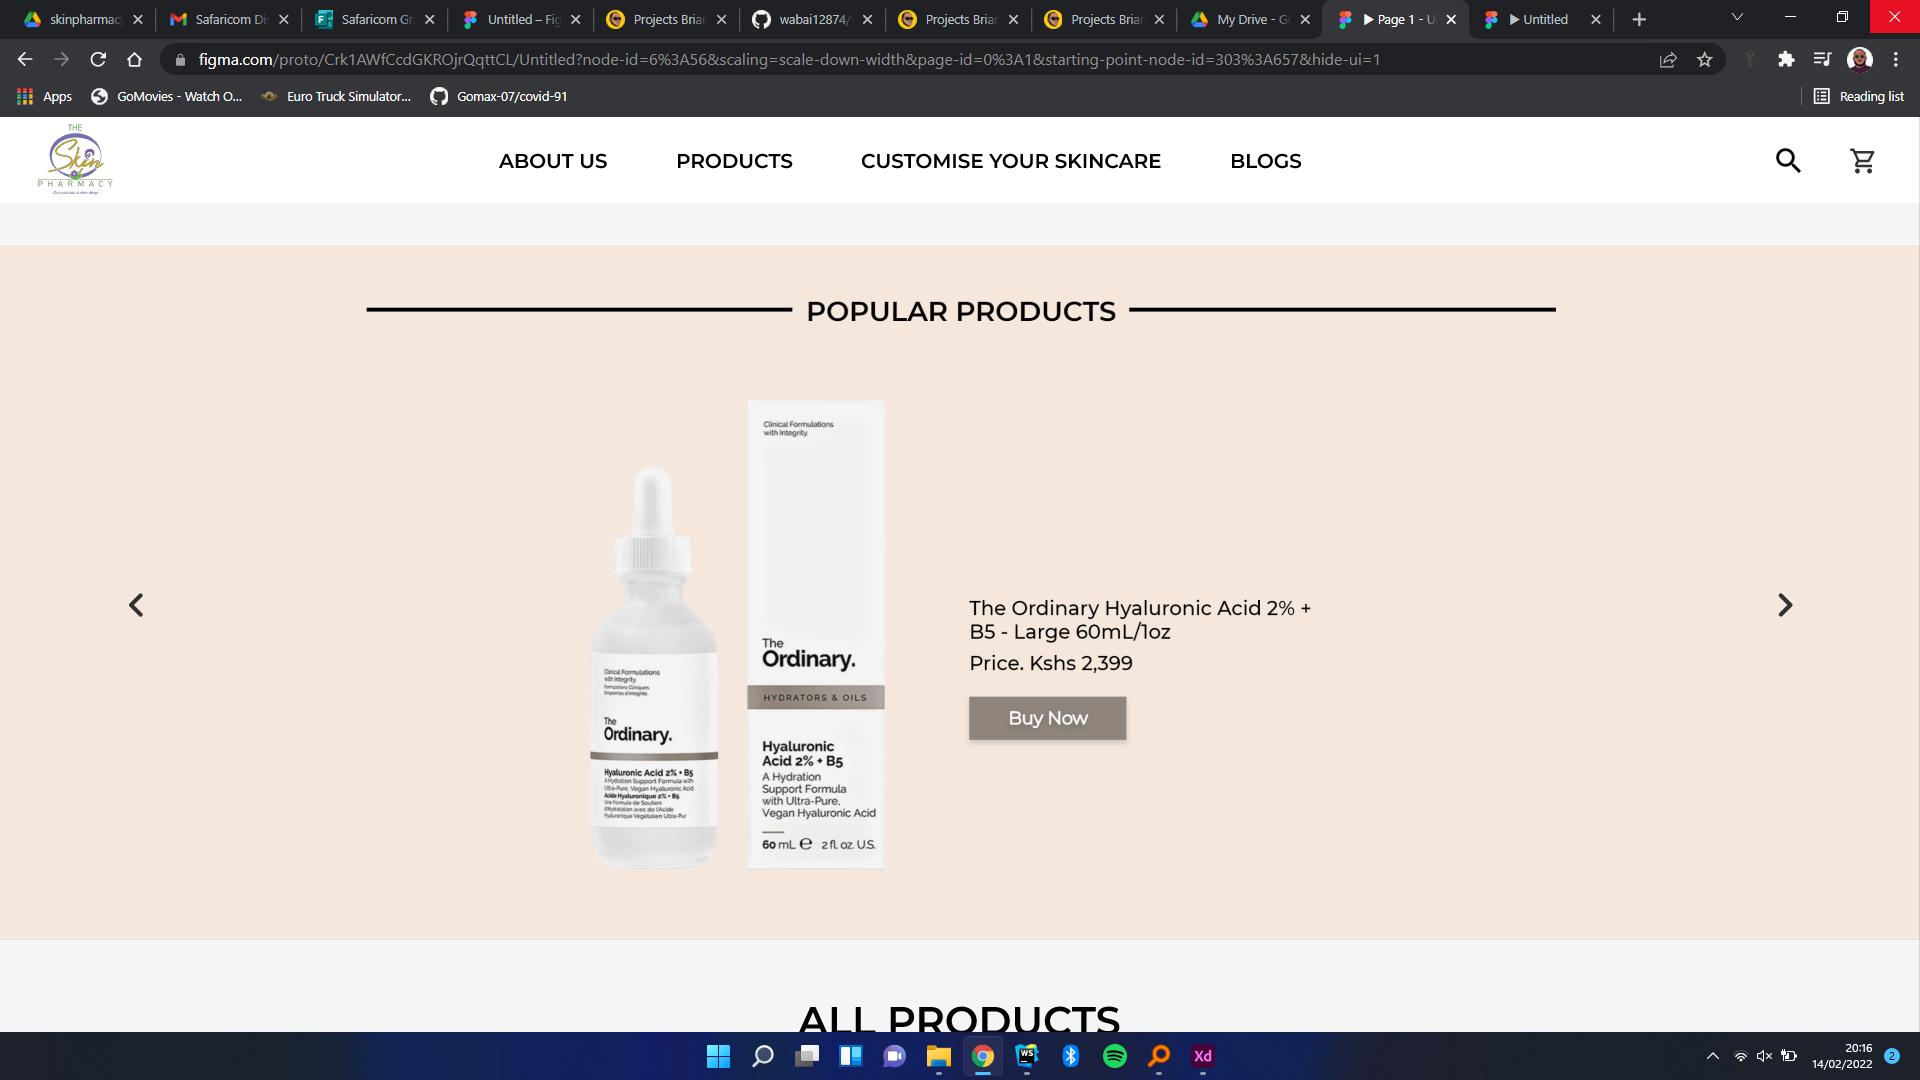 skinpharmac
Safaricom Di
Safaricom Gr
Untitled – Fig
Projects Brian
wabai12874/
Projects Brian
Projects Brian
My Drive - Go
▶ Page 1 - U
▶ Untitled
figma.com/proto/Crk1AWfCcdGKROjrQqttCL/Untitled?node-id=6%3A56&scaling=scale-down-width&page-id=0%3A1&starting-point-node-id=303%3A657&hide-ui=1
Apps
GoMovies - Watch O...
Euro Truck Simulator...
Gomax-07/covid-91
Reading list
THE
Skin
PHARMACY
ABOUT US
PRODUCTS
CUSTOMISE YOUR SKINCARE
BLOGS
POPULAR PRODUCTS
Clinical Formulations
with Integrity.
Formulations Cliniques
Empreintes d'Intégrité.
The
Ordinary.
Hyaluronic Acid 2% + B5
A Hydration Support Formula with
Ultra-Pure, Vegan Hyaluronic Acid
Acide Hyaluronique 2% + B5
Une Formule de Soutien
d'Hydratation avec de l'Acide
Hyaluronique Végétalien Ultra-Pur
Clinical Formulations
with Integrity.
The
Ordinary.
HYDRATORS & OILS
Hyaluronic
Acid 2% + B5
A Hydration
Support Formula
with Ultra-Pure,
Vegan Hyaluronic Acid
60 mL ℮ 2 fl. oz. U.S.
The Ordinary Hyaluronic Acid 2% +
B5 - Large 60mL/1oz
Price. Kshs 2,399
Buy Now
ALL PRODUCTS
WS
Xd
20:16
14/02/2022
2